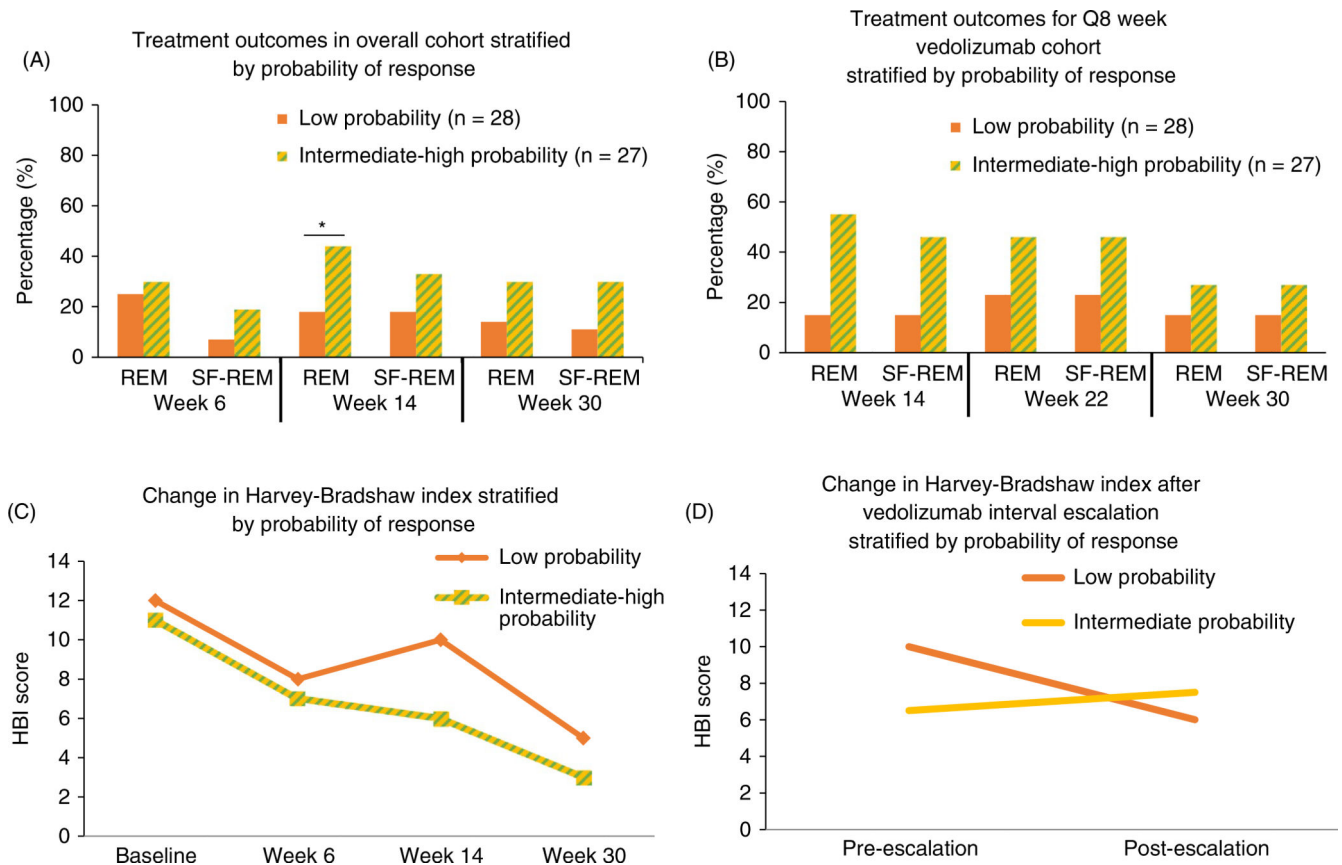 (A)
Treatment outcomes in overall cohort stratified
by probability of response
Percentage (%)
100
80
60
40
20
0
Low probability (n = 28)
Intermediate-high probability (n = 27)
*
REM SF-REM REM SF-REM REM SF-REM
Week 6 Week 14 Week 30
(B)
Treatment outcomes for Q8 week
vedolizumab cohort
stratified by probability of response
Percentage (%)
100
80
60
40
20
0
Low probability (n = 28)
Intermediate-high probability (n = 27)
REM SF-REM REM SF-REM REM SF-REM
Week 14 Week 22 Week 30
(C)
Change in Harvey-Bradshaw index stratified
by probability of response
HBI score
14
12
10
8
6
4
2
0
Low probability
Intermediate-high
probability
Baseline Week 6 Week 14 Week 30
(D)
Change in Harvey-Bradshaw index after
vedolizumab interval escalation
stratified by probability of response
HBI score
14
12
10
8
6
4
2
0
Low probability
Intermediate probability
Pre-escalation Post-escalation